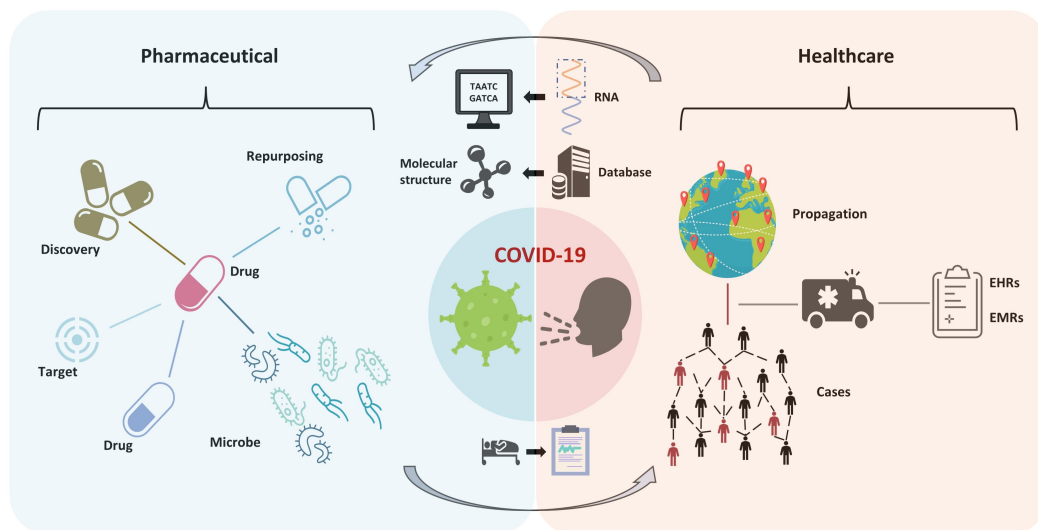 Pharmaceutical
Healthcare
TAATC
GATCA
RNA
Molecular
structure
Database
Repurposing
Discovery
Drug
Target
Drug
Microbe
COVID-19
Propagation
EHRs
EMRs
Cases